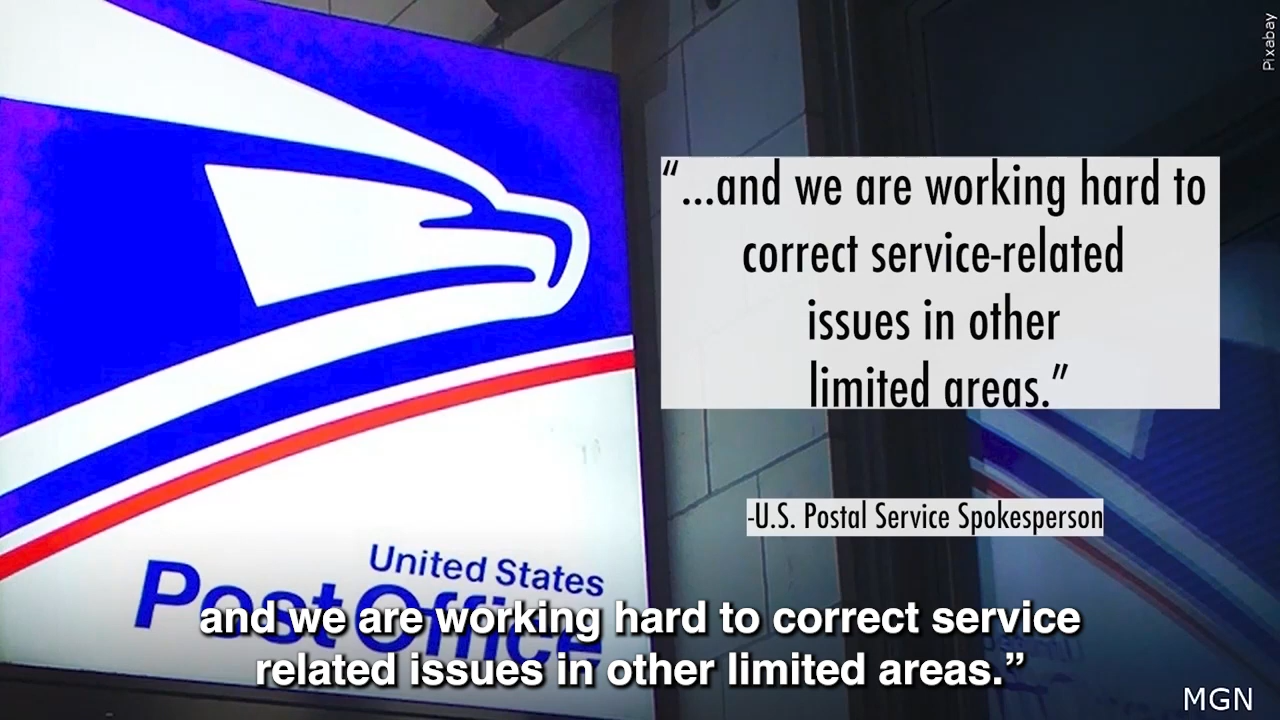 Pixabay
“...and we are working hard to
correct service-related
issues in other
limited areas.”
-U.S. Postal Service Spokesperson
United States
Post Office
and we are working hard to correct service
related issues in other limited areas.”
MGN